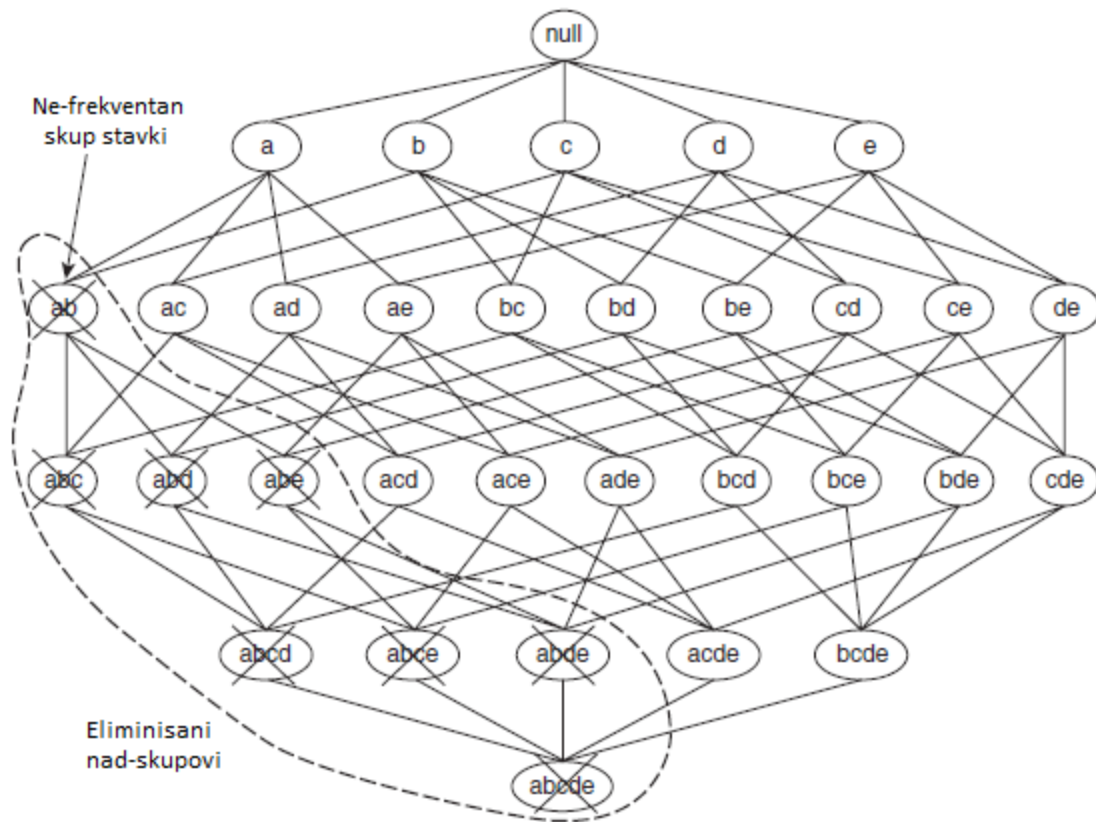 null
Ne-frekventan
skup stavki
a b c d e
ab ac ad ae bc bd be cd ce de
abc abd abe acd ace ade bcd bce bde cde
abcd abce abde acde bcde
Eliminisani
nad-skupovi
abcde